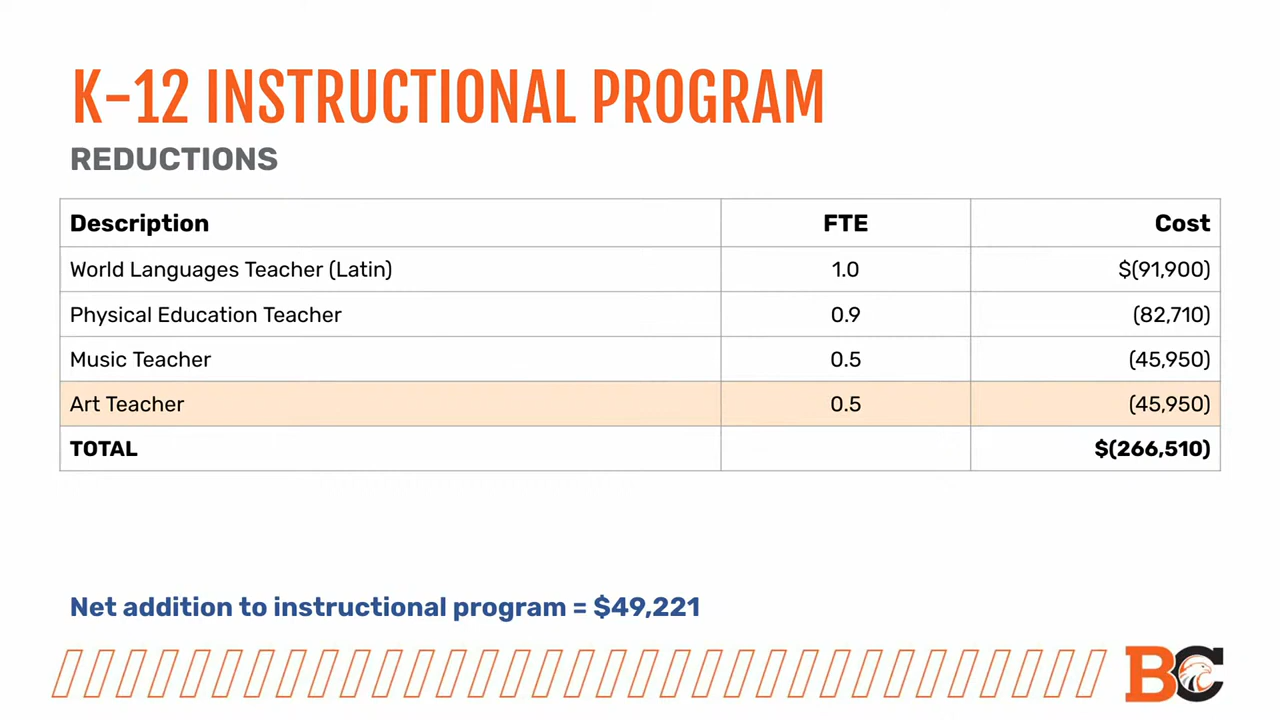 K-12 INSTRUCTIONAL PROGRAM
REDUCTIONS
Description FTE Cost
World Languages Teacher (Latin) 1.0 $(91,900)
Physical Education Teacher 0.9 (82,710)
Music Teacher 0.5 (45,950)
Art Teacher 0.5 (45,950)
TOTAL $(266,510)
Net addition to instructional program = $49,221
BC